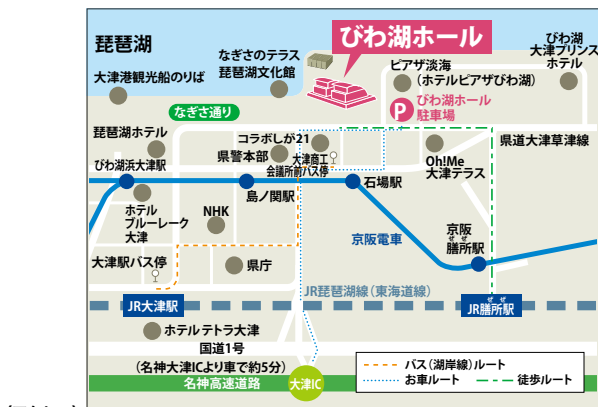 琵琶湖
なぎさのテラス
琵琶湖文化館
びわ湖ホール
びわ湖
大津プリンス
ホテル
大津港観光船のりば
ピアザ淡海
(ホテルピアザびわ湖)
なぎさ通り
P
びわ湖ホール
駐車場
琵琶湖ホテル
コラボしが21
県道大津草津線
県警本部
大津商工
会議所前バス停
Oh!Me
大津テラス
びわ湖浜大津駅
島ノ関駅
石場駅
ホテル
ブルーレーク
大津
NHK
京阪電車
京阪
ぜぜ
膳所駅
大津駅バス停
県庁
JR琵琶湖線(東海道線)
JR大津駅
ぜぜ
JR膳所駅
ホテルテトラ大津
国道1号
(名神大津ICより車で約5分)
名神高速道路
大津IC
バス(湖岸線)ルート
お車ルート
徒歩ルート